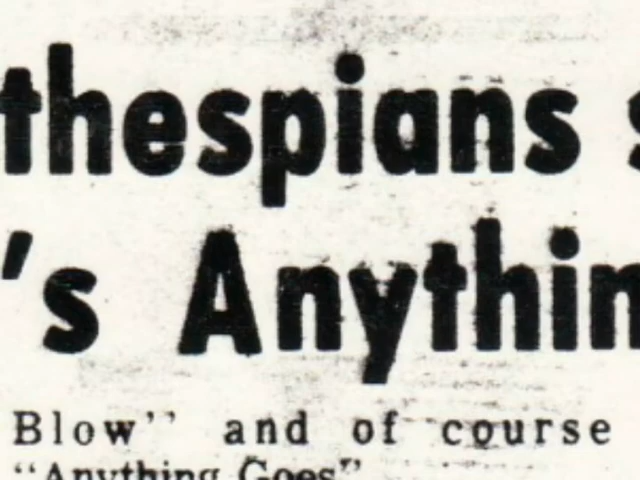 thespians s
's Anythin
Blow'' and of course
"Anything Goes"